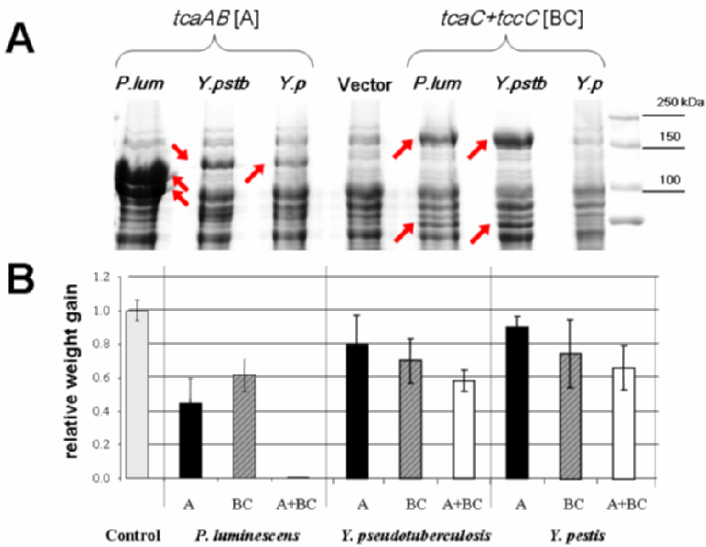 tcaAB [A] tcaC+tccC [BC]
A
P.lum Y.pstb Y.p Vector P.lum Y.pstb Y.p
250 kDa
150
100
B
relative weight gain
1.2
1.0
0.8
0.6
0.4
0.2
0.0
A BC A+BC A BC A+BC A BC A+BC
Control P. luminescens Y. pseudotuberculosis Y. pestis